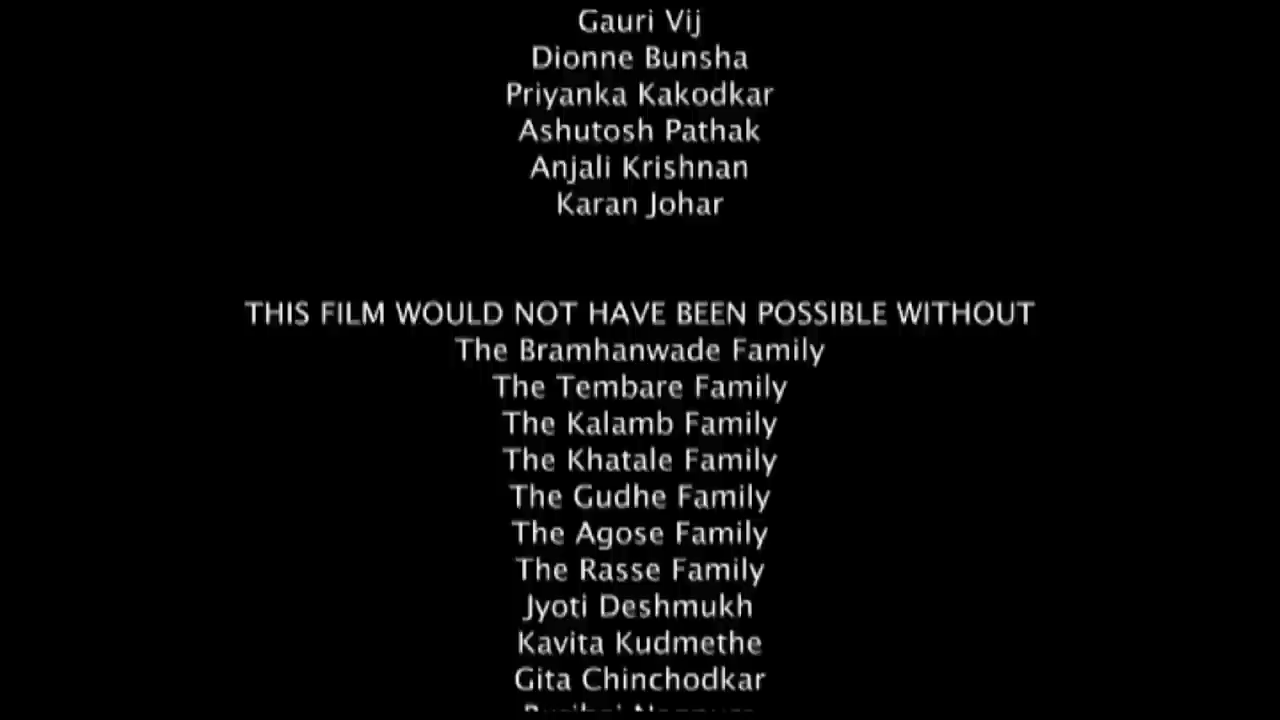 Gauri Vij
Dionne Bunsha
Priyanka Kakodkar
Ashutosh Pathak
Anjali Krishnan
Karan Johar
THIS FILM WOULD NOT HAVE BEEN POSSIBLE WITHOUT
The Bramhanwade Family
The Tembare Family
The Kalamb Family
The Khatale Family
The Gudhe Family
The Agose Family
The Rasse Family
Jyoti Deshmukh
Kavita Kudmethe
Gita Chinchodkar